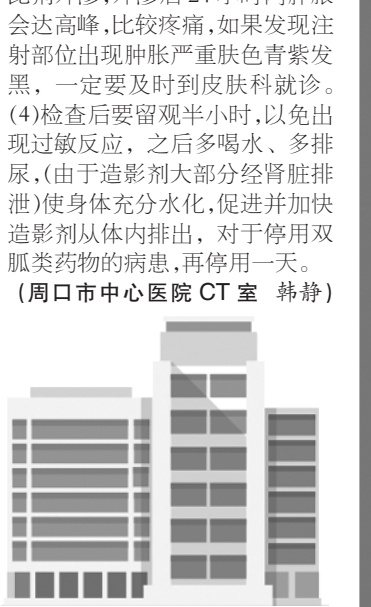 会达高峰,比较疼痛,如果发现注
射部位出现肿胀严重肤色青紫发
黑，一定要及时到皮肤科就诊。
(4)检查后要留观半小时,以免出
现过敏反应，之后多喝水、多排
尿,(由于造影剂大部分经肾脏排
泄)使身体充分水化,促进并加快
造影剂从体内排出，对于停用双
胍类药物的病患,再停用一天。
(周口市中心医院 CT 室 韩静)